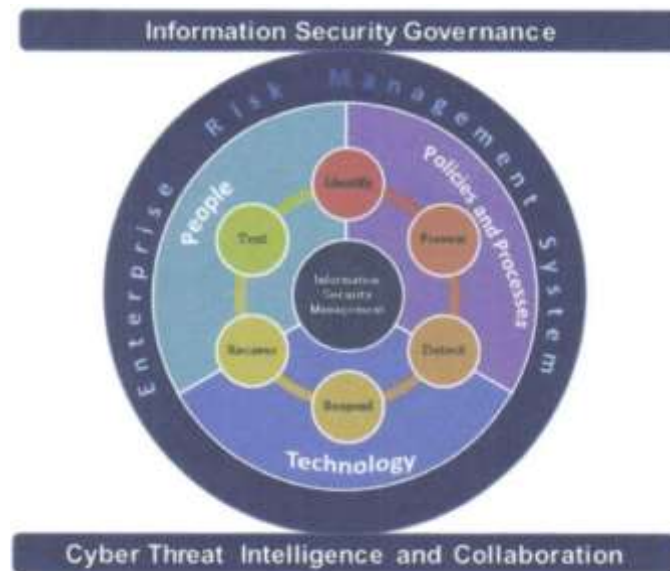 Information Security Governance
Enterprise Risk Management System
People
Policies and Processes
Technology
Identify
Prevent
Detect
Respond
Recover
Test
Information
Security
Management
Cyber Threat Intelligence and Collaboration